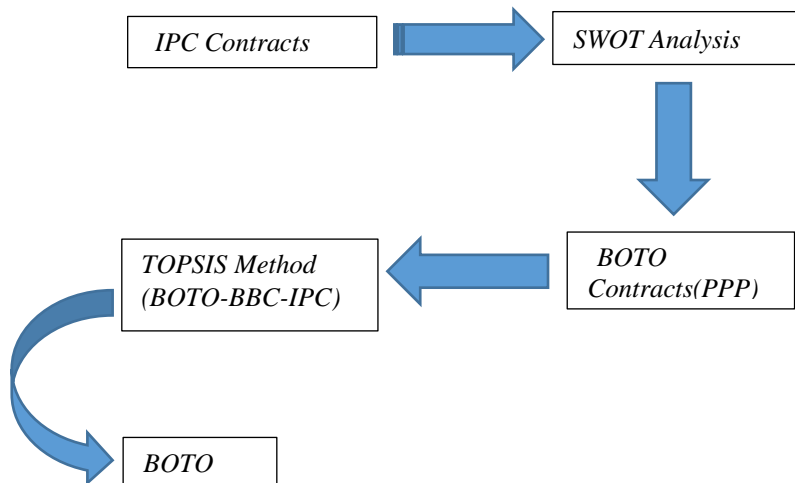 IPC Contracts
SWOT Analysis
BOTO
Contracts(PPP)
TOPSIS Method
(BOTO-BBC-IPC)
BOTO